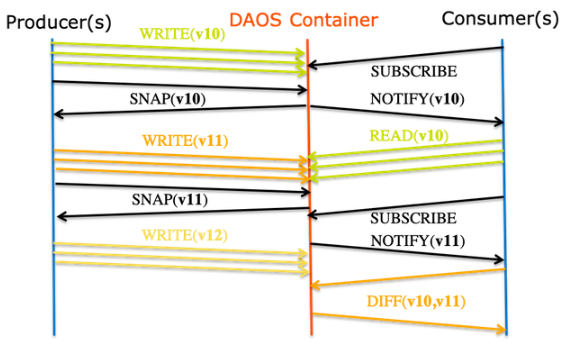 Producer(s)
DAOS Container
Consumer(s)
WRITE(v10)
SUBSCRIBE
SNAP(v10)
NOTIFY(v10)
WRITE(v11)
READ(v10)
SNAP(v11)
SUBSCRIBE
WRITE(v12)
NOTIFY(v11)
DIFF(v10,v11)